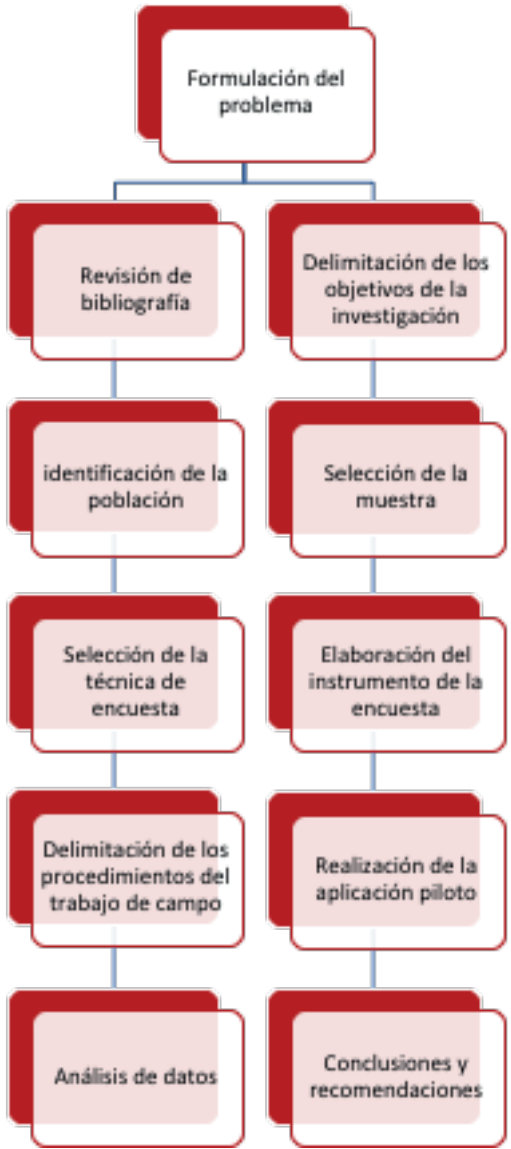 Formulación del
problema
Revisión de
bibliografía
Delimitación de los
objetivos de la
investigación
identificación de la
población
Selección de la
muestra
Selección de la
técnica de
encuesta
Elaboración del
instrumento de la
encuesta
Delimitación de los
procedimientos del
trabajo de campo
Realización de la
aplicación piloto
Análisis de datos
Conclusiones y
recomendaciones